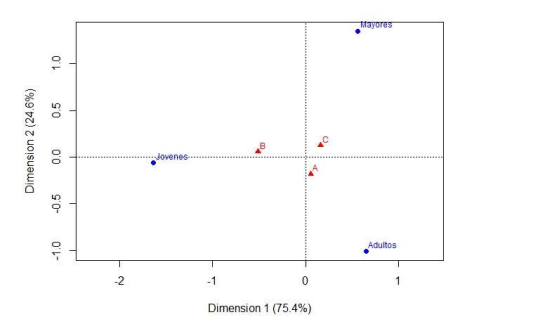 Mayores
1.0
0.5
0.0
-0.5
-1.0
Dimension 2 (24.6%)
C
B
Jovenes
A
Adultos
-2
-1
0
1
Dimension 1 (75.4%)